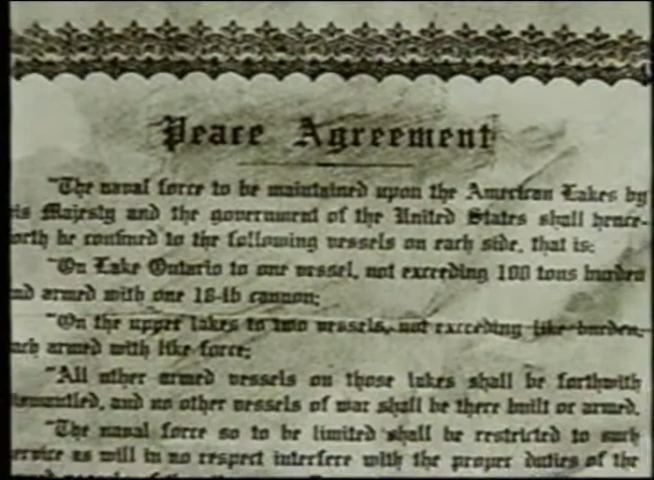 Peace Agreement
"The naval force to be maintained upon the American Lakes by
is Majesty and the government of the United States shall hence-
orth be confined to the following vessels on each side, that is:
"On Lake Ontario to one vessel, not exceeding 100 tons burden
nd armed with one 18-lb cannon;
"On the upper lakes to two vessels, not exceeding like burden,
ach armed with like force;
"All other armed vessels on those lakes shall be forthwith
ismantled, and no other vessels of war shall be there built or armed.
"The naval force so to be limited shall be restricted to such
ervice as will in no respect interfere with the proper duties of the